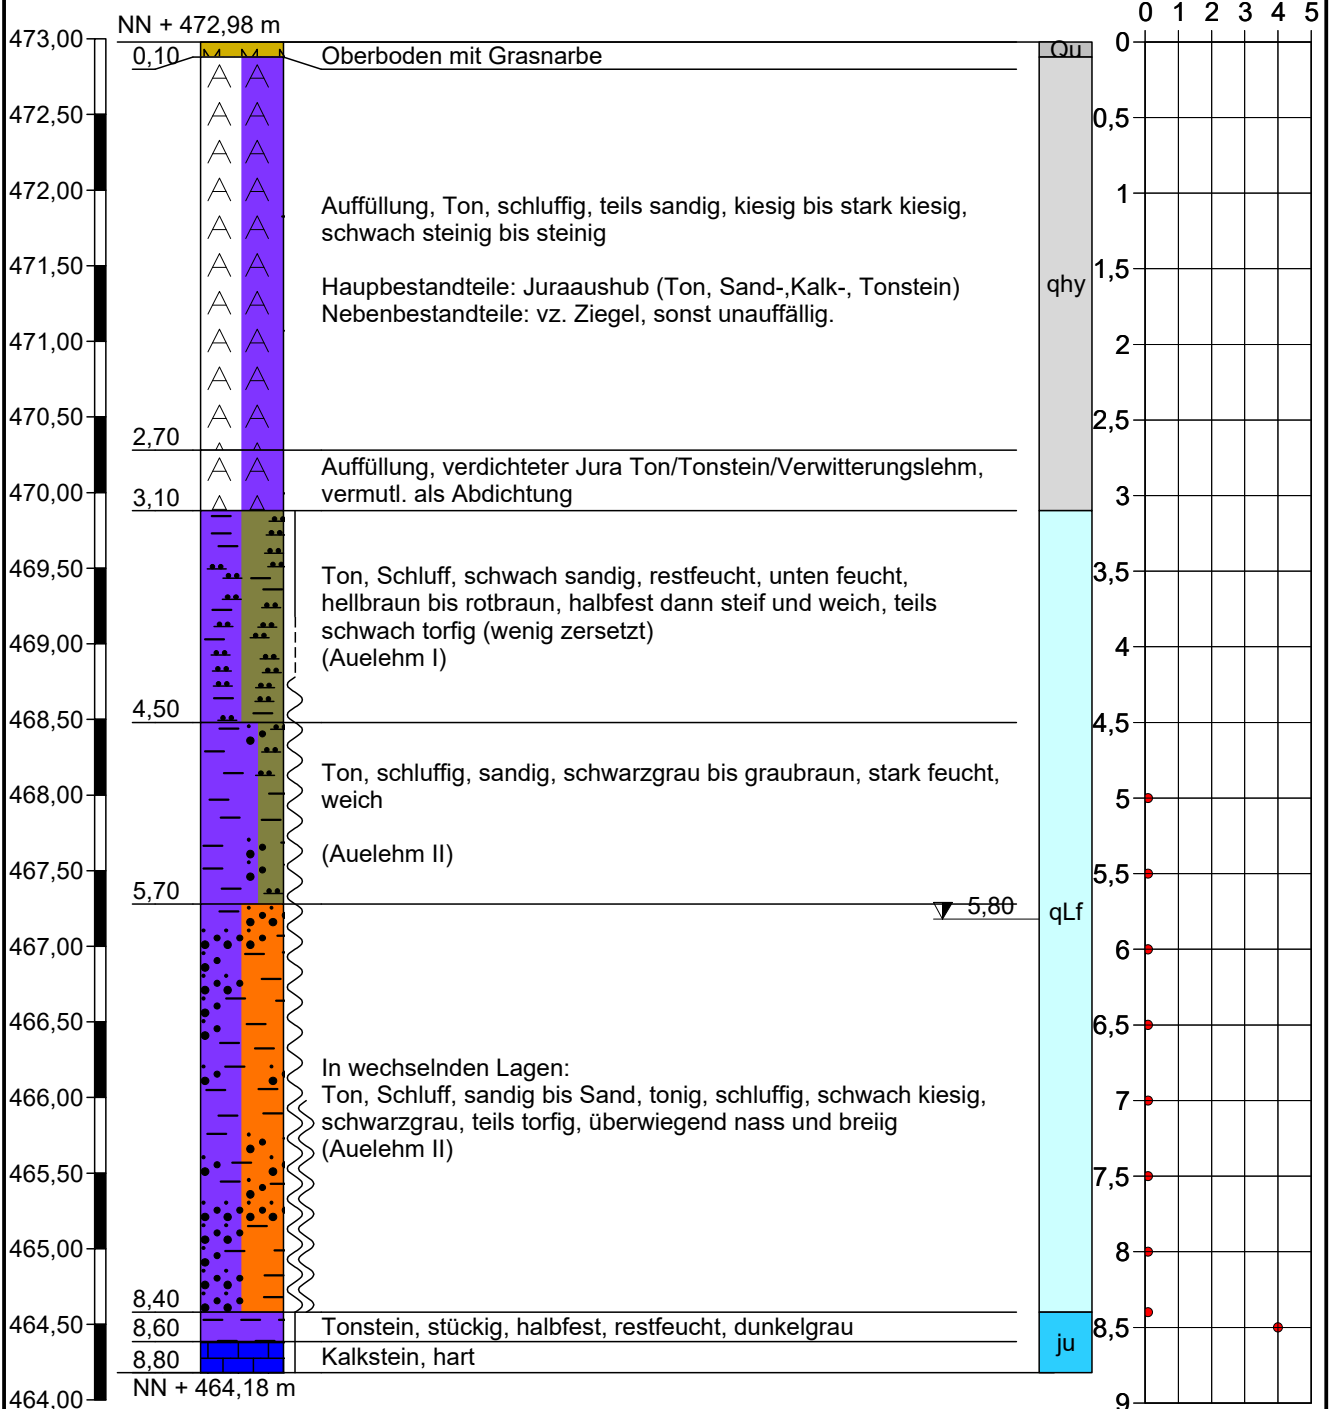 NN + 472,98 m
0 1 2 3 4 5
473,00
0,10
Oberboden mit Grasnarbe
Qu
0
472,50
0,5
472,00
1
Auffüllung, Ton, schluffig, teils sandig, kiesig bis stark kiesig,
schwach steinig bis steinig
471,50
1,5
Haupbestandteile: Juraaushub (Ton, Sand-,Kalk-, Tonstein)
Nebenbestandteile: vz. Ziegel, sonst unauffällig.
qhy
471,00
2
470,50
2,5
2,70
Auffüllung, verdichteter Jura Ton/Tonstein/Verwitterungslehm,
vermutl. als Abdichtung
470,00
3,10
3
469,50
3,5
Ton, Schluff, schwach sandig, restfeucht, unten feucht,
hellbraun bis rotbraun, halbfest dann steif und weich, teils
schwach torfig (wenig zersetzt)
(Auelehm I)
469,00
4
4,50
468,50
4,5
Ton, schluffig, sandig, schwarzgrau bis graubraun, stark feucht,
weich
468,00
5
(Auelehm II)
467,50
5,5
5,70
5,80
qLf
467,00
6
466,50
6,5
In wechselnden Lagen:
Ton, Schluff, sandig bis Sand, tonig, schluffig, schwach kiesig,
schwarzgrau, teils torfig, überwiegend nass und breiig
(Auelehm II)
466,00
7
465,50
7,5
465,00
8
8,40
464,50
8,60
Tonstein, stückig, halbfest, restfeucht, dunkelgrau
8,5
ju
8,80
Kalkstein, hart
NN + 464,18 m
464,00
9